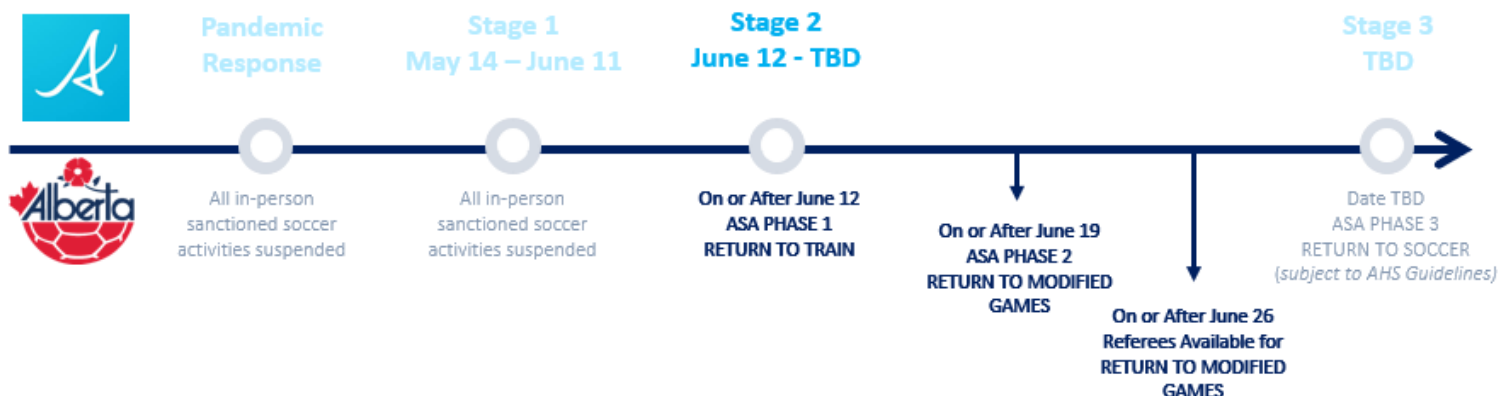 Pandemic
Response
Stage 1
May 14 – June 11
Stage 2
June 12 - TBD
Stage 3
TBD
Alberta
All in-person
sanctioned soccer
activities suspended
All in-person
sanctioned soccer
activities suspended
On or After June 12
ASA PHASE 1
RETURN TO TRAIN
On or After June 19
ASA PHASE 2
RETURN TO MODIFIED
GAMES
On or After June 26
Referees Available for
RETURN TO MODIFIED
GAMES
Date TBD
ASA PHASE 3
RETURN TO SOCCER
(subject to AHS Guidelines)